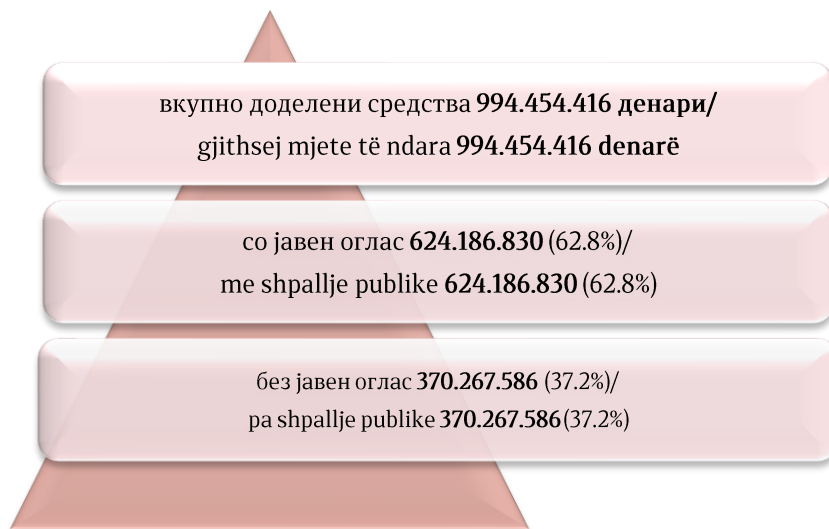 вкупно доделени средства 994.454.416 денари/
gjithsej mjete të ndara 994.454.416 denarë
со јавен оглас 624.186.830 (62.8%)/
me shpallje publike 624.186.830 (62.8%)
без јавен оглас 370.267.586 (37.2%)/
pa shpallje publike 370.267.586 (37.2%)